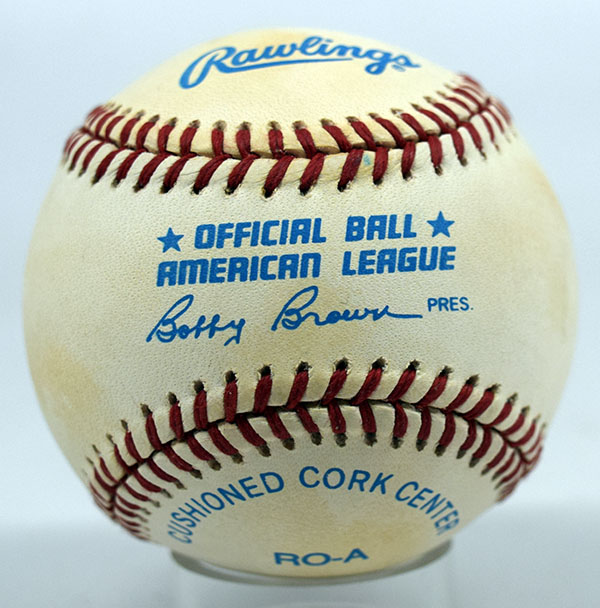 Rawlings
★ OFFICIAL BALL ★
AMERICAN LEAGUE
Bobby Brown PRES.
CUSHIONED CORK CENTER
RO-A